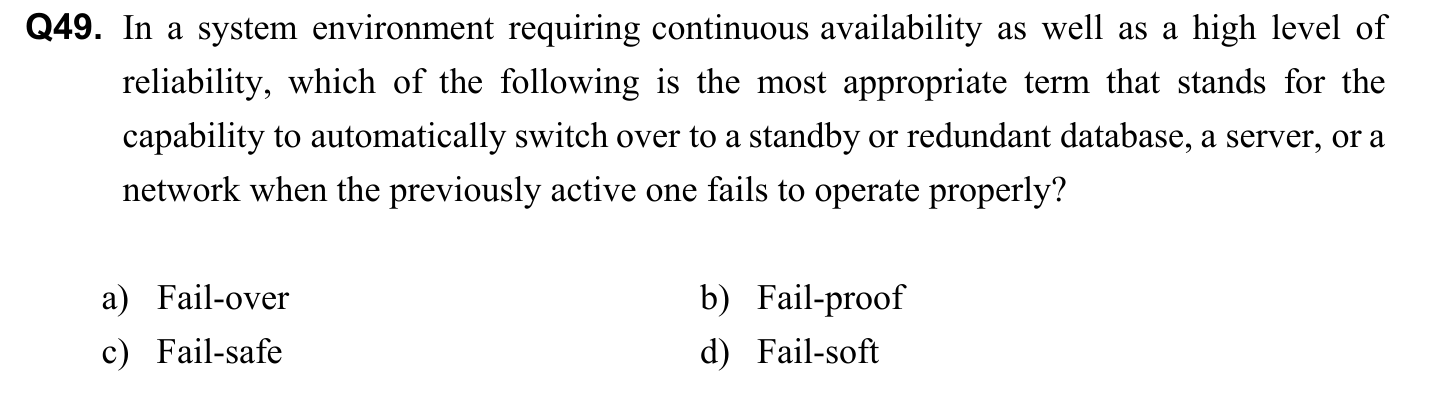 Q49. In a system environment requiring continuous availability as well as a high level of
reliability, which of the following is the most appropriate term that stands for the
capability to automatically switch over to a standby or redundant database, a server, or a
network when the previously active one fails to operate properly?
a) Fail-over b) Fail-proof
c) Fail-safe d) Fail-soft